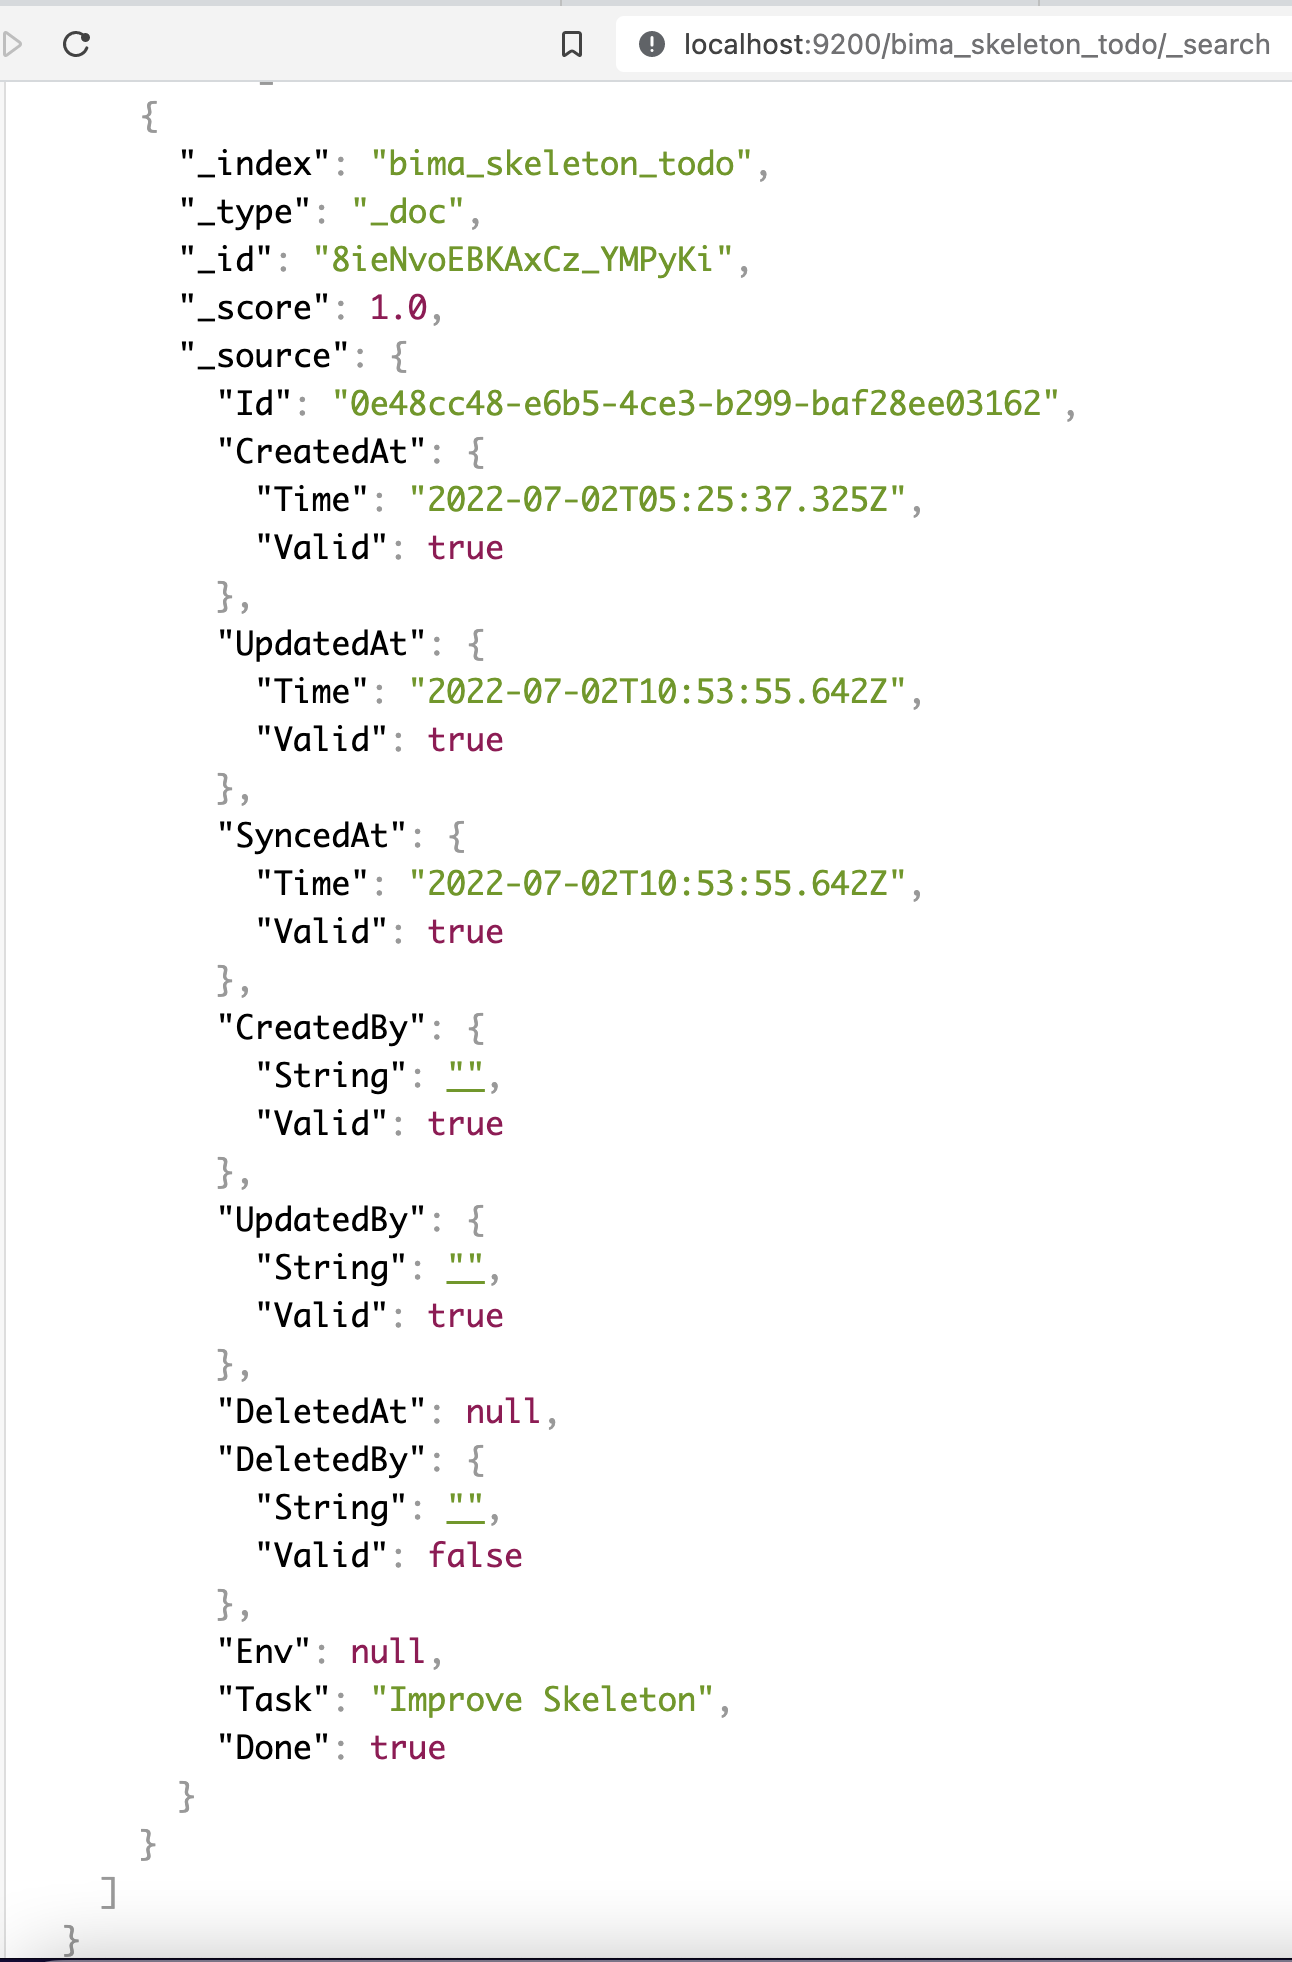 localhost:9200/bima_skeleton_todo/_search
{
"_index": "bima_skeleton_todo",
"_type": "_doc",
"_id": "8ieNvoEBKAxCz_YMPyKi",
"_score": 1.0,
"_source": {
"Id": "0e48cc48-e6b5-4ce3-b299-baf28ee03162",
"CreatedAt": {
"Time": "2022-07-02T05:25:37.325Z",
"Valid": true
},
"UpdatedAt": {
"Time": "2022-07-02T10:53:55.642Z",
"Valid": true
},
"SyncedAt": {
"Time": "2022-07-02T10:53:55.642Z",
"Valid": true
},
"CreatedBy": {
"String": "",
"Valid": true
},
"UpdatedBy": {
"String": "",
"Valid": true
},
"DeletedAt": null,
"DeletedBy": {
"String": "",
"Valid": false
},
"Env": null,
"Task": "Improve Skeleton",
"Done": true
}
}
]
}